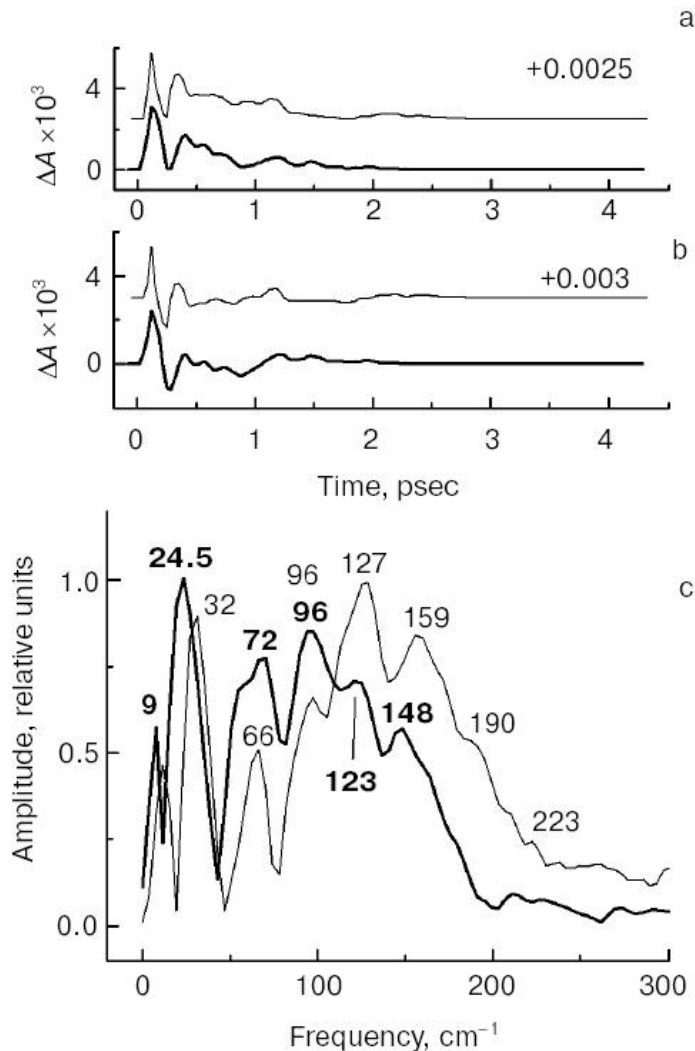 a
+0.0025
4
0
ΔA ×10³
0 1 2 3 4
b
+0.003
4
0
ΔA ×10³
0 1 2 3 4
Time, psec
c
24.5
96
127
1.0
32
159
72
96
9
148
190
66
0.5
123
223
0.0
Amplitude, relative units
0 100 200 300
Frequency, cm⁻¹